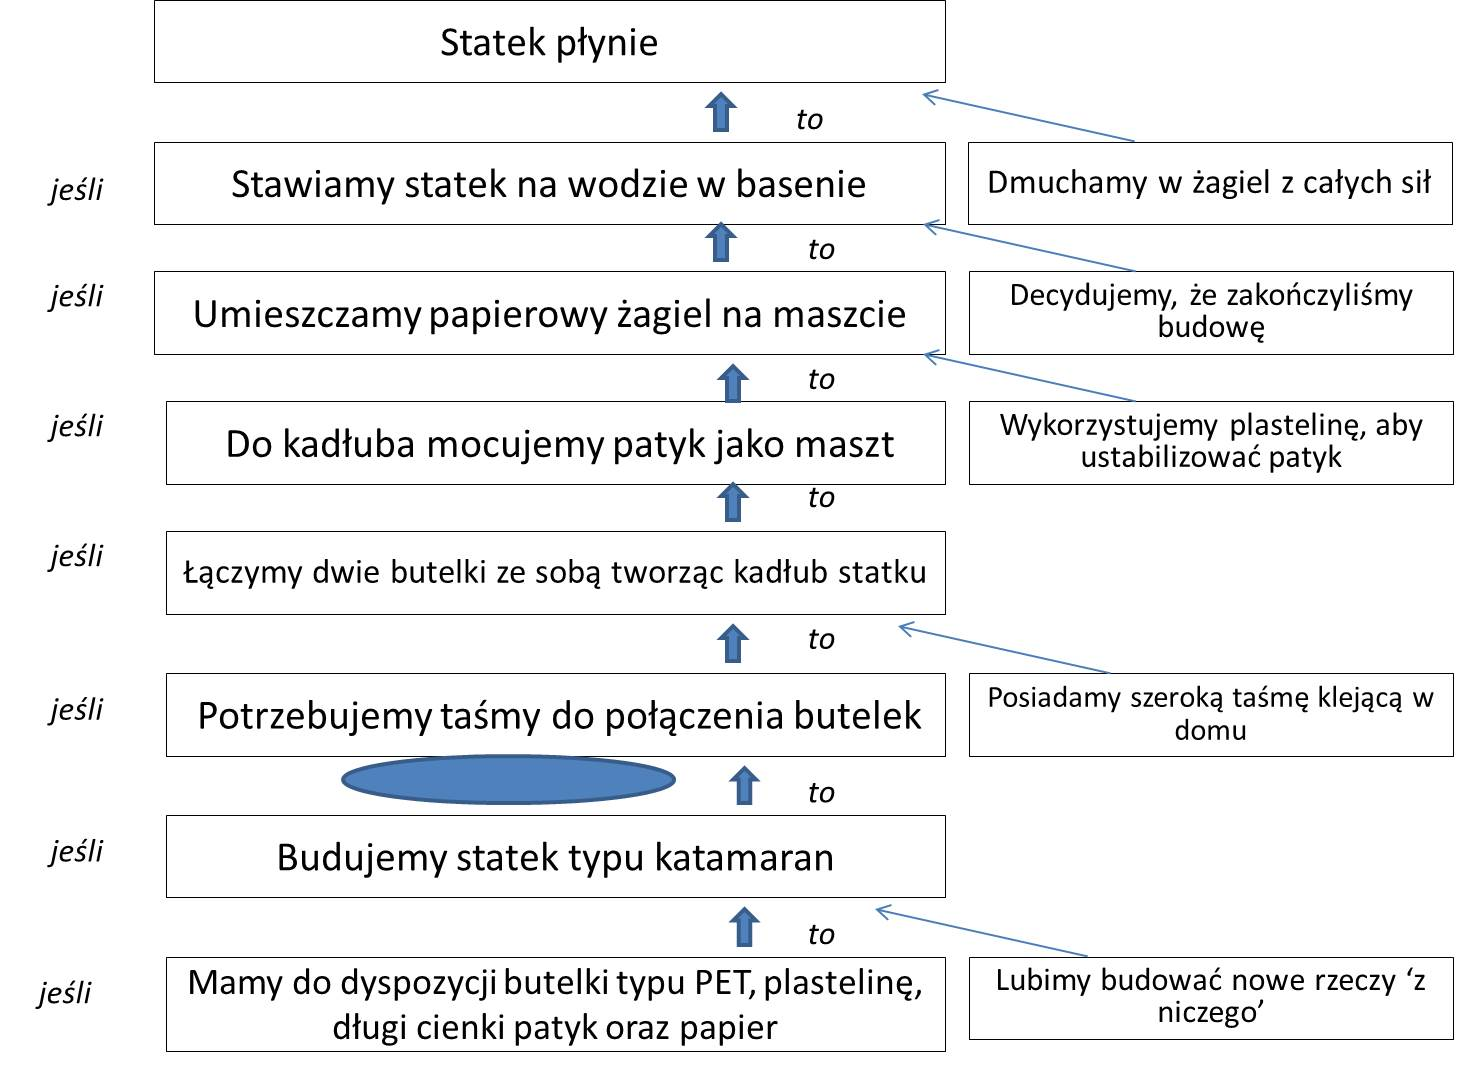 Statek płynie
to
jeśli
Stawiamy statek na wodzie w basenie
Dmuchamy w żagiel z całych sił
to
jeśli
Umieszczamy papierowy żagiel na maszcie
Decydujemy, że zakończyliśmy
budowę
to
jeśli
Do kadłuba mocujemy patyk jako maszt
Wykorzystujemy plastelinę, aby
ustabilizować patyk
to
jeśli
Łączymy dwie butelki ze sobą tworząc kadłub statku
to
jeśli
Potrzebujemy taśmy do połączenia butelek
Posiadamy szeroką taśmę klejącą w
domu
to
jeśli
Budujemy statek typu katamaran
to
jeśli
Mamy do dyspozycji butelki typu PET, plastelinę,
długi cienki patyk oraz papier
Lubimy budować nowe rzeczy ‘z
niczego’